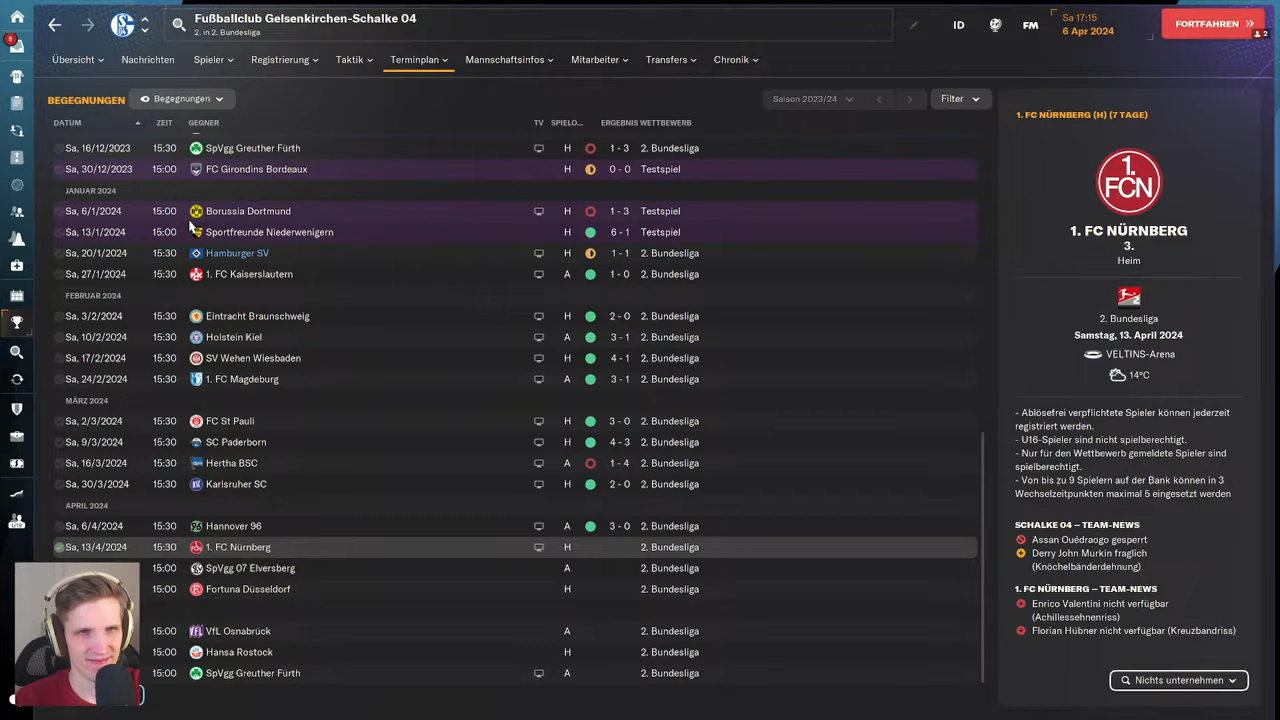 Fußballclub Gelsenkirchen-Schalke 04
2. in 2. Bundesliga
ID
FM
Sa 17:15
6 Apr 2024
FORTFAHREN
2
6
Übersicht
Nachrichten
Spieler
Registrierung
Taktik
Terminplan
Mannschaftsinfos
Mitarbeiter
Transfers
Chronik
BEGEGNUNGEN
Begegnungen
Saison 2023/24
Filter
DATUM ZEIT GEGNER TV SPIELO... ERGEBNIS WETTBEWERB
Sa, 16/12/2023 15:30 SpVgg Greuther Fürth H 1 - 3 2. Bundesliga
Sa, 30/12/2023 15:00 FC Girondins Bordeaux H 0 - 0 Testspiel
JANUAR 2024
Sa, 6/1/2024 15:00 Borussia Dortmund H 1 - 3 Testspiel
Sa, 13/1/2024 15:00 Sportfreunde Niederwenigern H 6 - 1 Testspiel
Sa, 20/1/2024 15:30 Hamburger SV H 1 - 1 2. Bundesliga
Sa, 27/1/2024 15:30 1. FC Kaiserslautern A 1 - 0 2. Bundesliga
FEBRUAR 2024
Sa, 3/2/2024 15:30 Eintracht Braunschweig H 2 - 0 2. Bundesliga
Sa, 10/2/2024 15:30 Holstein Kiel A 3 - 1 2. Bundesliga
Sa, 17/2/2024 15:30 SV Wehen Wiesbaden H 4 - 1 2. Bundesliga
Sa, 24/2/2024 15:30 1. FC Magdeburg A 3 - 1 2. Bundesliga
MÄRZ 2024
Sa, 2/3/2024 15:30 FC St Pauli H 3 - 0 2. Bundesliga
Sa, 9/3/2024 15:30 SC Paderborn H 4 - 3 2. Bundesliga
Sa, 16/3/2024 15:30 Hertha BSC A 1 - 4 2. Bundesliga
Sa, 30/3/2024 15:30 Karlsruher SC H 2 - 0 2. Bundesliga
APRIL 2024
Sa, 6/4/2024 15:30 Hannover 96 A 3 - 0 2. Bundesliga
Sa, 13/4/2024 15:30 1. FC Nürnberg H 2. Bundesliga
15:00 SpVgg 07 Elversberg A 2. Bundesliga
15:00 Fortuna Düsseldorf H 2. Bundesliga
15:00 VfL Osnabrück A 2. Bundesliga
15:00 Hansa Rostock H 2. Bundesliga
15:00 SpVgg Greuther Fürth A 2. Bundesliga
1. FC NÜRNBERG (H) (7 TAGE)
1.
FCN
1. FC NÜRNBERG
3.
Heim
2. Bundesliga
Samstag, 13. April 2024
VELTINS-Arena
14°C
- Ablösefrei verpflichtete Spieler können jederzeit
registriert werden.
- U16-Spieler sind nicht spielberechtigt.
- Nur für den Wettbewerb gemeldete Spieler sind
spielberechtigt.
- Von bis zu 9 Spielern auf der Bank können in 3
Wechselzeitpunkten maximal 5 eingesetzt werden
SCHALKE 04 – TEAM-NEWS
Assan Ouédraogo gesperrt
Derry John Murkin fraglich
(Knöchelbänderdehnung)
1. FC NÜRNBERG – TEAM-NEWS
Enrico Valentini nicht verfügbar
(Achillessehnenriss)
Florian Hübner nicht verfügbar (Kreuzbandriss)
Nichts unternehmen